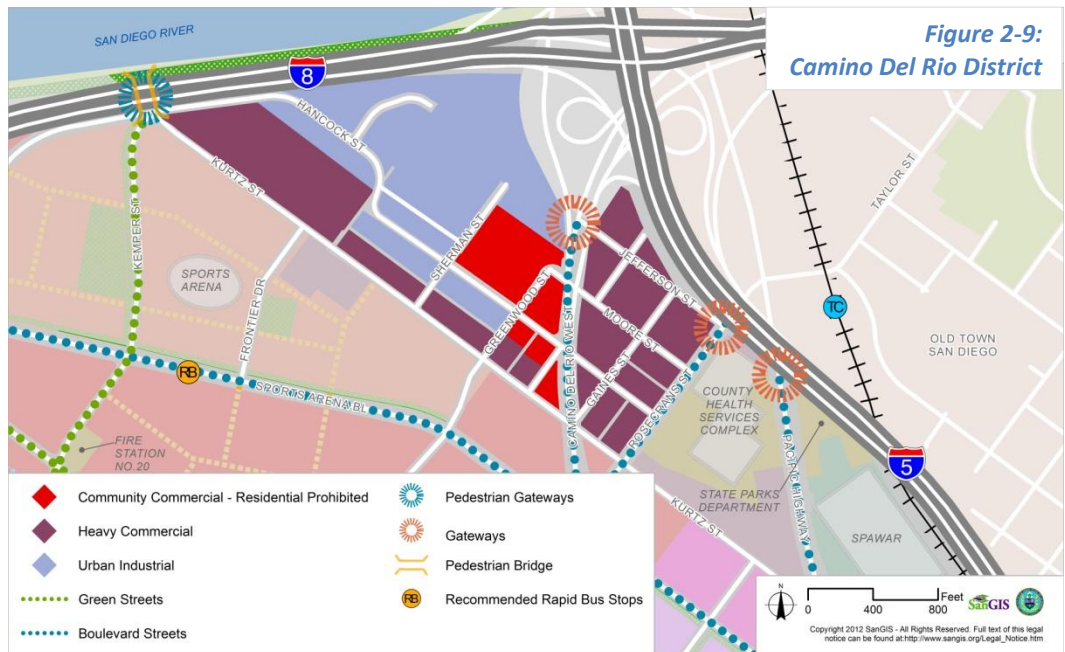 Figure 2-9:
Camino Del Rio District
SAN DIEGO RIVER
8
HANCOCK ST
KURTZ ST
KEMPER ST
SHERMAN ST
TAYLOR ST
JEFFERSON ST
SPORTS
ARENA
FRONTIER DR
GREENWOOD ST
MOORE ST
CAMINO DEL RIO WEST
GAINES ST
ROSECRANS ST
TC
OLD TOWN
SAN DIEGO
RB
SPORTS ARENA BL
COUNTY
HEALTH
SERVICES
COMPLEX
PACIFIC HIGHWAY
FIRE
STATION
NO.20
5
STATE PARKS
DEPARTMENT
KURTZ ST
SPAWAR
Community Commercial - Residential Prohibited
Heavy Commercial
Urban Industrial
Green Streets
Boulevard Streets
Pedestrian Gateways
Gateways
Pedestrian Bridge
RB Recommended Rapid Bus Stops
N
Feet
0 400 800
SanGIS
Copyright 2012 SanGIS - All Rights Reserved. Full text of this legal
notice can be found at:http://www.sangis.org/Legal_Notice.htm